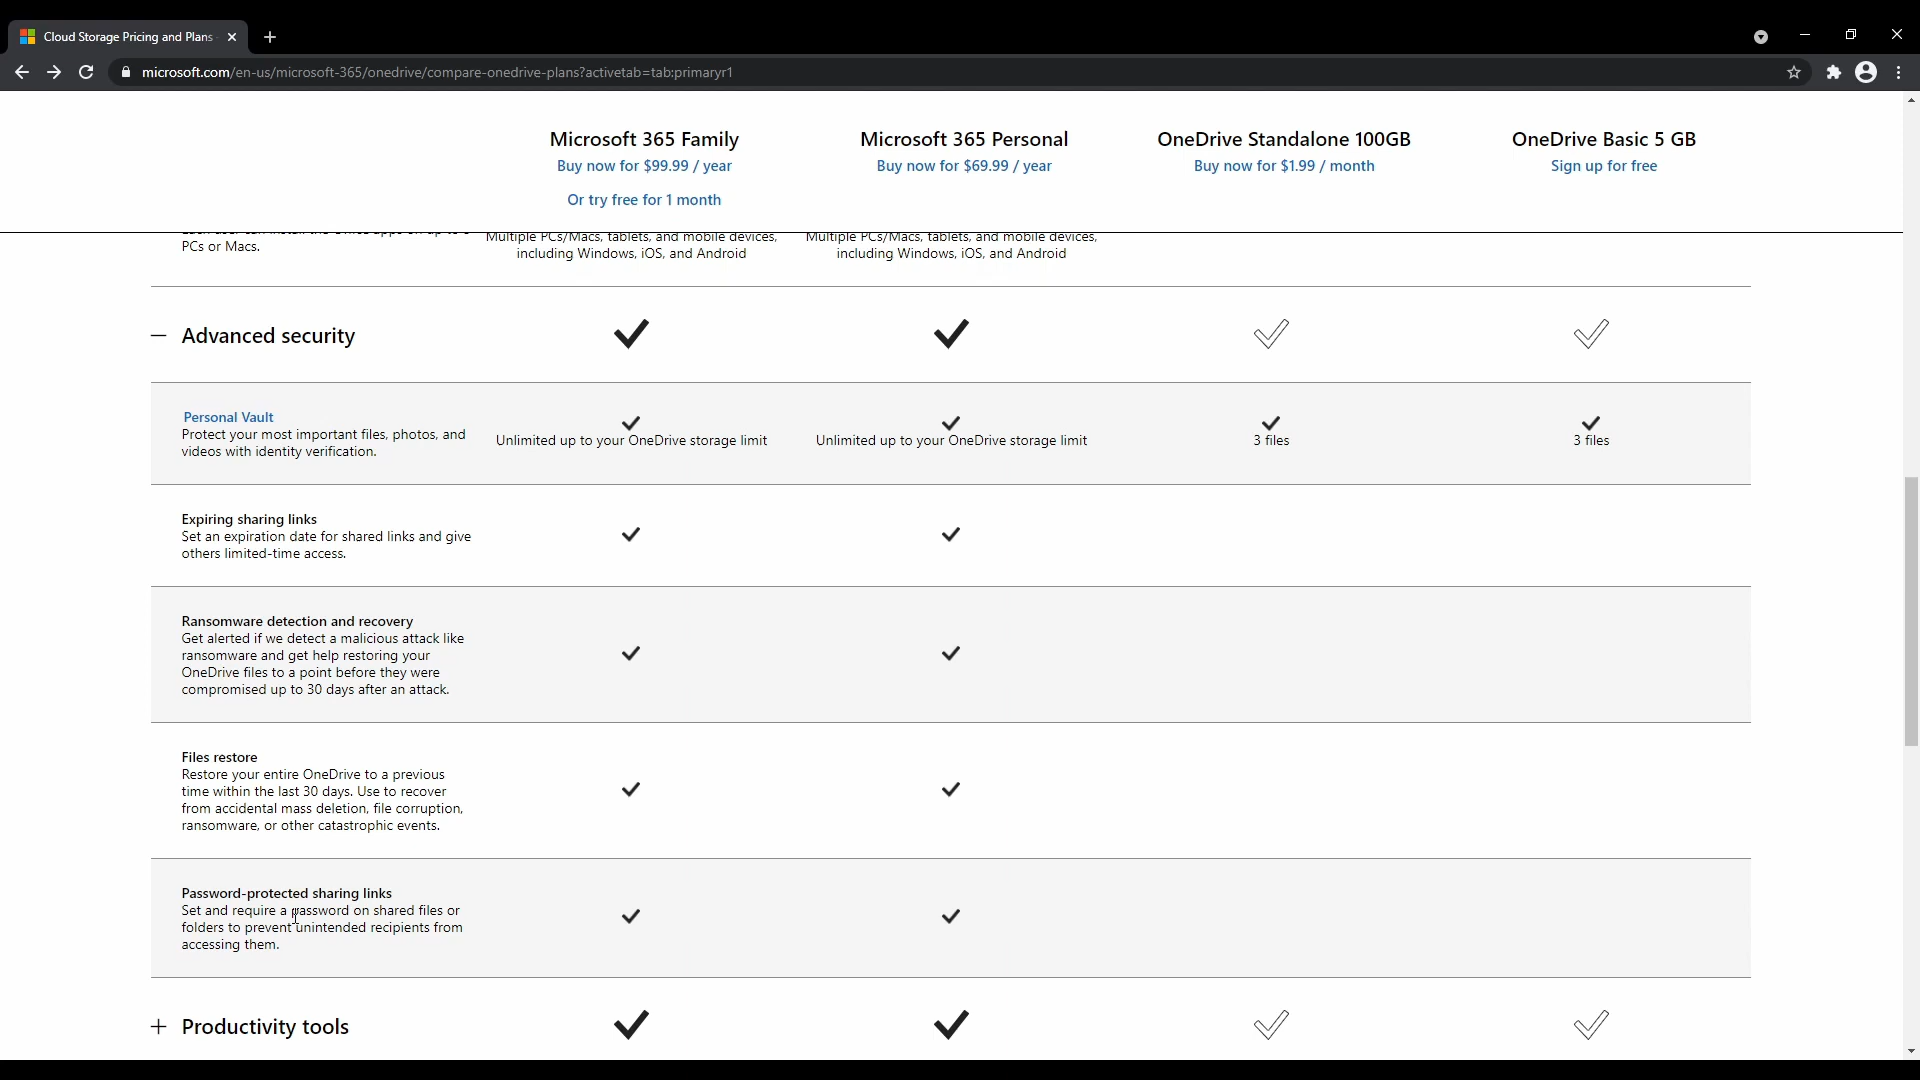 Cloud Storage Pricing and Plans
microsoft.com/en-us/microsoft-365/onedrive/compare-onedrive-plans?activetab=tab:primaryr1
Microsoft 365 Family
Buy now for $99.99 / year
Or try free for 1 month
Microsoft 365 Personal
Buy now for $69.99 / year
OneDrive Standalone 100GB
Buy now for $1.99 / month
OneDrive Basic 5 GB
Sign up for free
PCs or Macs.
Multiple PCs/Macs, tablets, and mobile devices,
including Windows, iOS, and Android
Multiple PCs/Macs, tablets, and mobile devices,
including Windows, iOS, and Android
Advanced security
Personal Vault
Protect your most important files, photos, and
videos with identity verification.
Unlimited up to your OneDrive storage limit
Unlimited up to your OneDrive storage limit
3 files
3 files
Expiring sharing links
Set an expiration date for shared links and give
others limited-time access.
Ransomware detection and recovery
Get alerted if we detect a malicious attack like
ransomware and get help restoring your
OneDrive files to a point before they were
compromised up to 30 days after an attack.
Files restore
Restore your entire OneDrive to a previous
time within the last 30 days. Use to recover
from accidental mass deletion, file corruption,
ransomware, or other catastrophic events.
Password-protected sharing links
Set and require a password on shared files or
folders to prevent unintended recipients from
accessing them.
Productivity tools